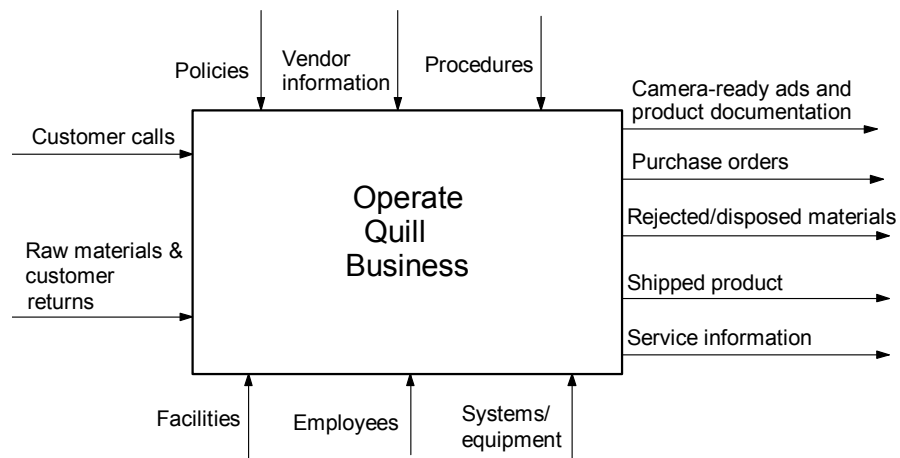 Policies
Vendor
information
Procedures
Camera-ready ads and
product documentation
Customer calls
Purchase orders
Operate
Quill
Business
Rejected/disposed materials
Raw materials &
customer
returns
Shipped product
Service information
Facilities
Employees
Systems/
equipment